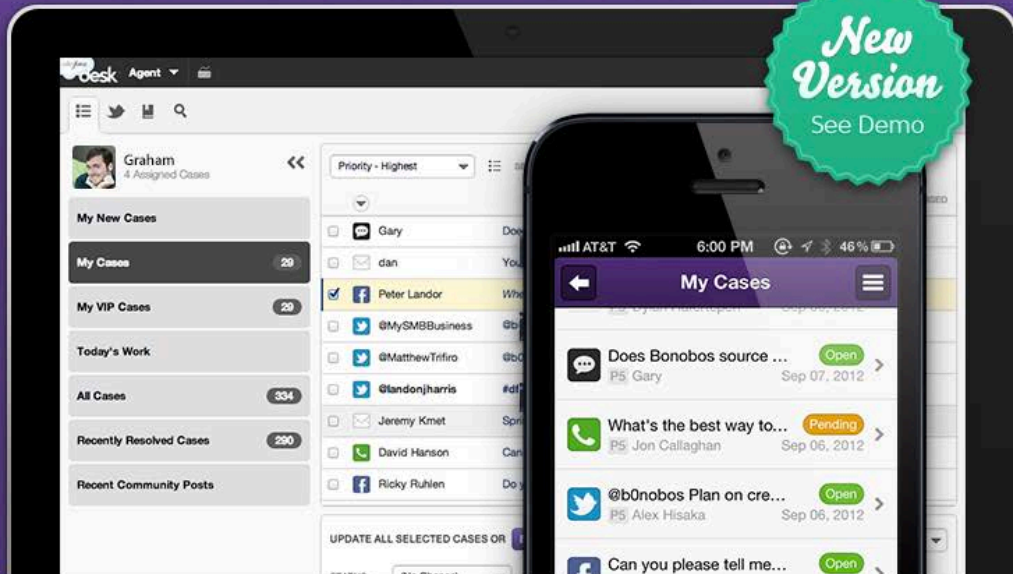 New
Version
See Demo
desk Agent
Graham
4 Assigned Cases
My New Cases
My Cases 29
My VIP Cases 29
Today's Work
All Cases 334
Recently Resolved Cases 290
Recent Community Posts
Priority - Highest
Gary
dan
Peter Landor
@MySMBBusiness
@MatthewTrifiro
@landonjharris
Jeremy Kmet
David Hanson
Ricky Ruhlen
UPDATE ALL SELECTED CASES OR
AT&T 6:00 PM 46%
My Cases
Does Bonobos source ... Open
P5 Gary Sep 07, 2012
What's the best way to... Pending
P5 Jon Callaghan Sep 06, 2012
@b0nobos Plan on cre... Open
P5 Alex Hisaka Sep 06, 2012
Can you please tell me... Open